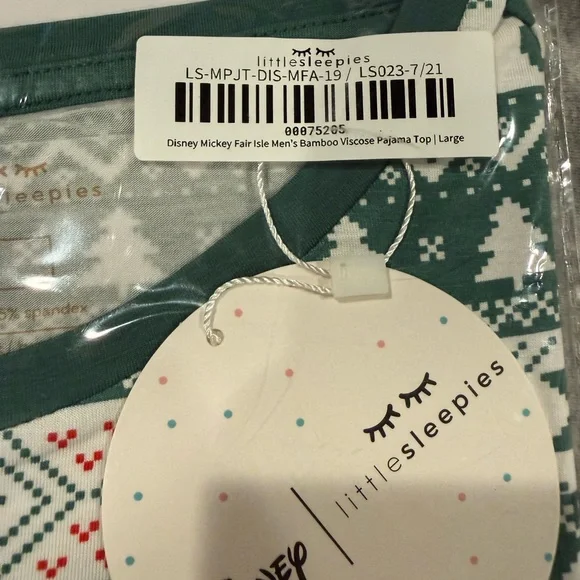 littlesleepies
LS-MPJT-DIS-MFA-19 / LS023-7/21
00075205
Disney Mickey Fair Isle Men's Bamboo Viscose Pajama Top | Large
sleepies
5% spandex
littlesleepies